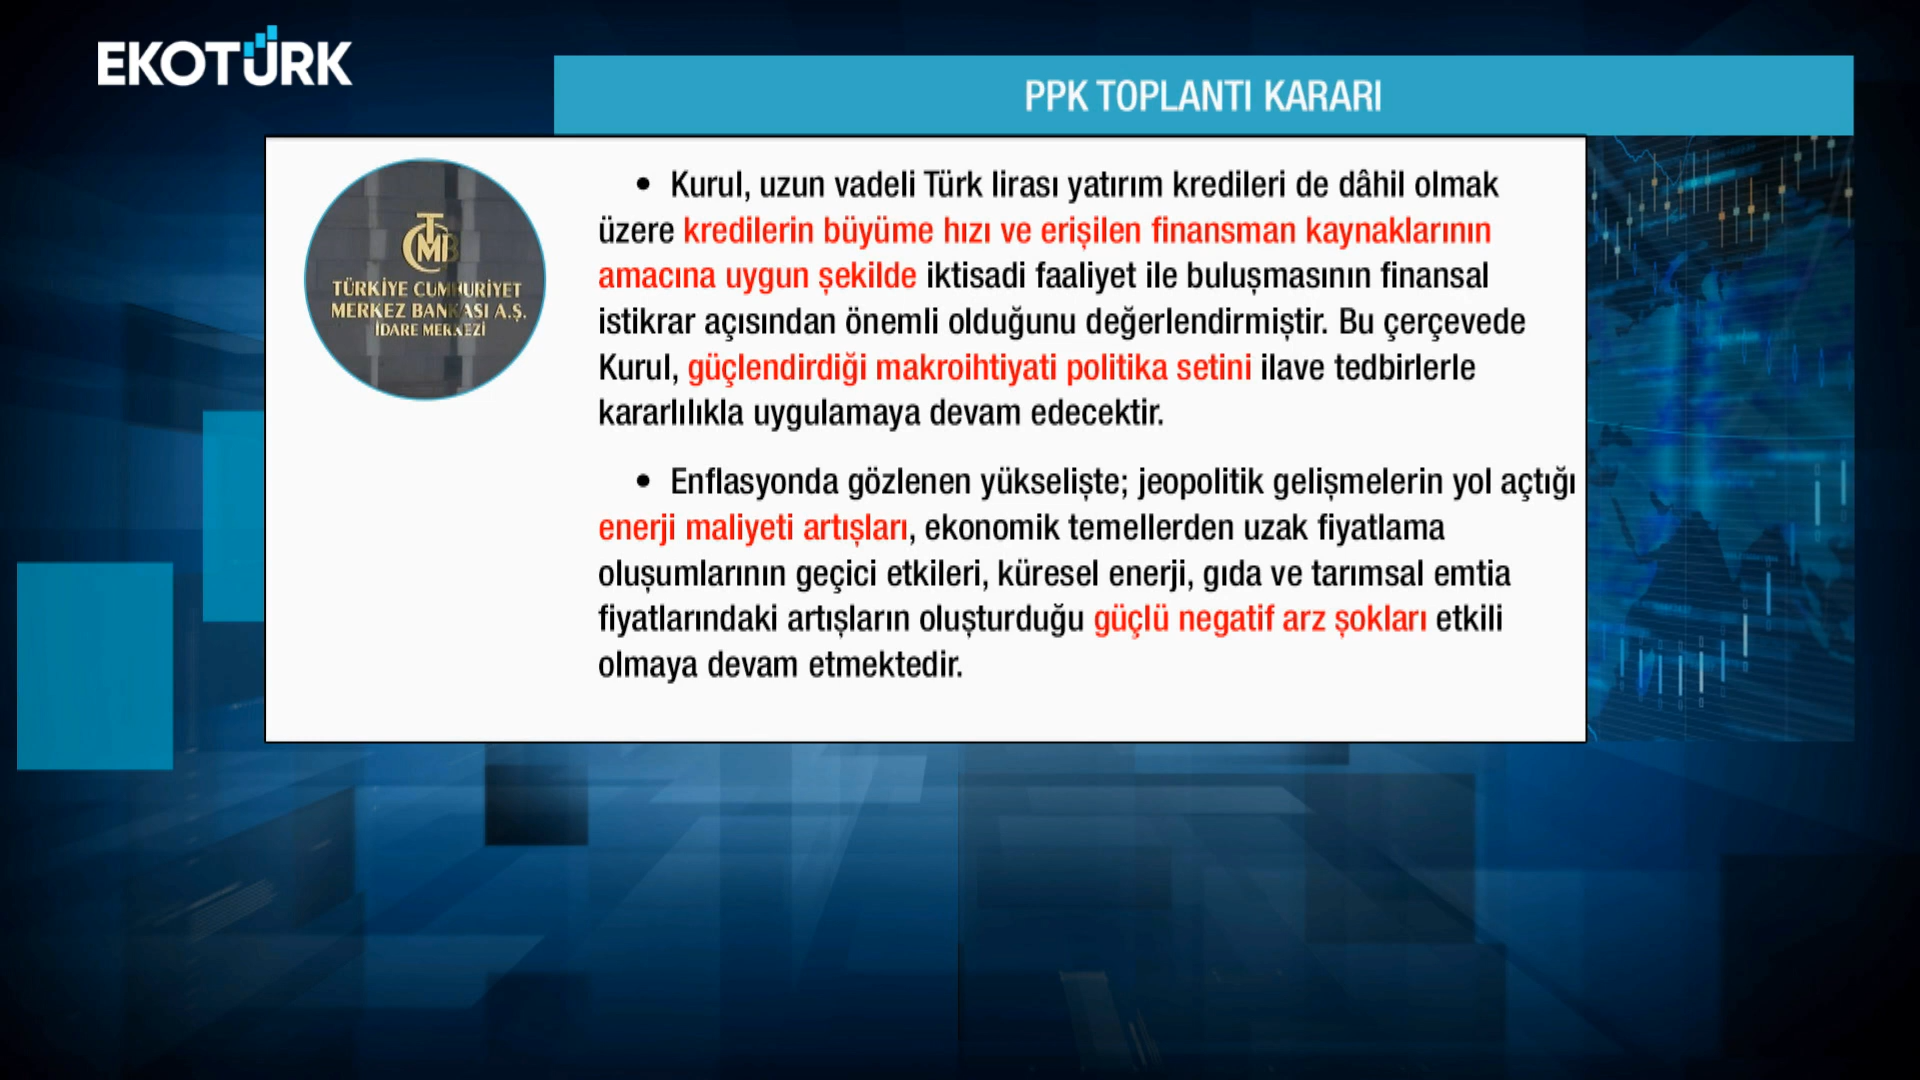 EKOTÜRK
PPK TOPLANTI KARARI
TCMB
TÜRKİYE CUMHURİYET
MERKEZ BANKASI A.Ş.
İDARE MERKEZİ
• Kurul, uzun vadeli Türk lirası yatırım kredileri de dâhil olmak
üzere kredilerin büyüme hızı ve erişilen finansman kaynaklarının
amacına uygun şekilde iktisadi faaliyet ile buluşmasının finansal
istikrar açısından önemli olduğunu değerlendirmiştir. Bu çerçevede
Kurul, güçlendirdiği makroihtiyati politika setini ilave tedbirlerle
kararlılıkla uygulamaya devam edecektir.
• Enflasyonda gözlenen yükselişte; jeopolitik gelişmelerin yol açtığı
enerji maliyeti artışları, ekonomik temellerden uzak fiyatlama
oluşumlarının geçici etkileri, küresel enerji, gıda ve tarımsal emtia
fiyatlarındaki artışların oluşturduğu güçlü negatif arz şokları etkili
olmaya devam etmektedir.